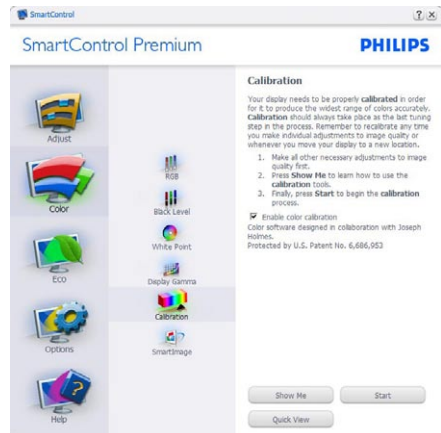 SmartControl
SmartControl Premium
PHILIPS
Adjust
Color
Eco
Options
Help
RGB
Black Level
White Point
Display Gamma
Calibration
SmartImage
Calibration
Your display needs to be properly calibrated in order
for it to produce the widest range of colors accurately.
Calibration should always take place as the last tuning
step in the process. Remember to recalibrate any time
you make individual adjustments to image quality or
whenever you move your display to a new location.
1. Make all other necessary adjustments to image
quality first.
2. Press Show Me to learn how to use the
calibration tools.
3. Finally, press Start to begin the calibration
process.
Enable color calibration
Color software designed in collaboration with Joseph
Holmes.
Protected by U.S. Patent No. 6,686,953
Show Me
Start
Quick View